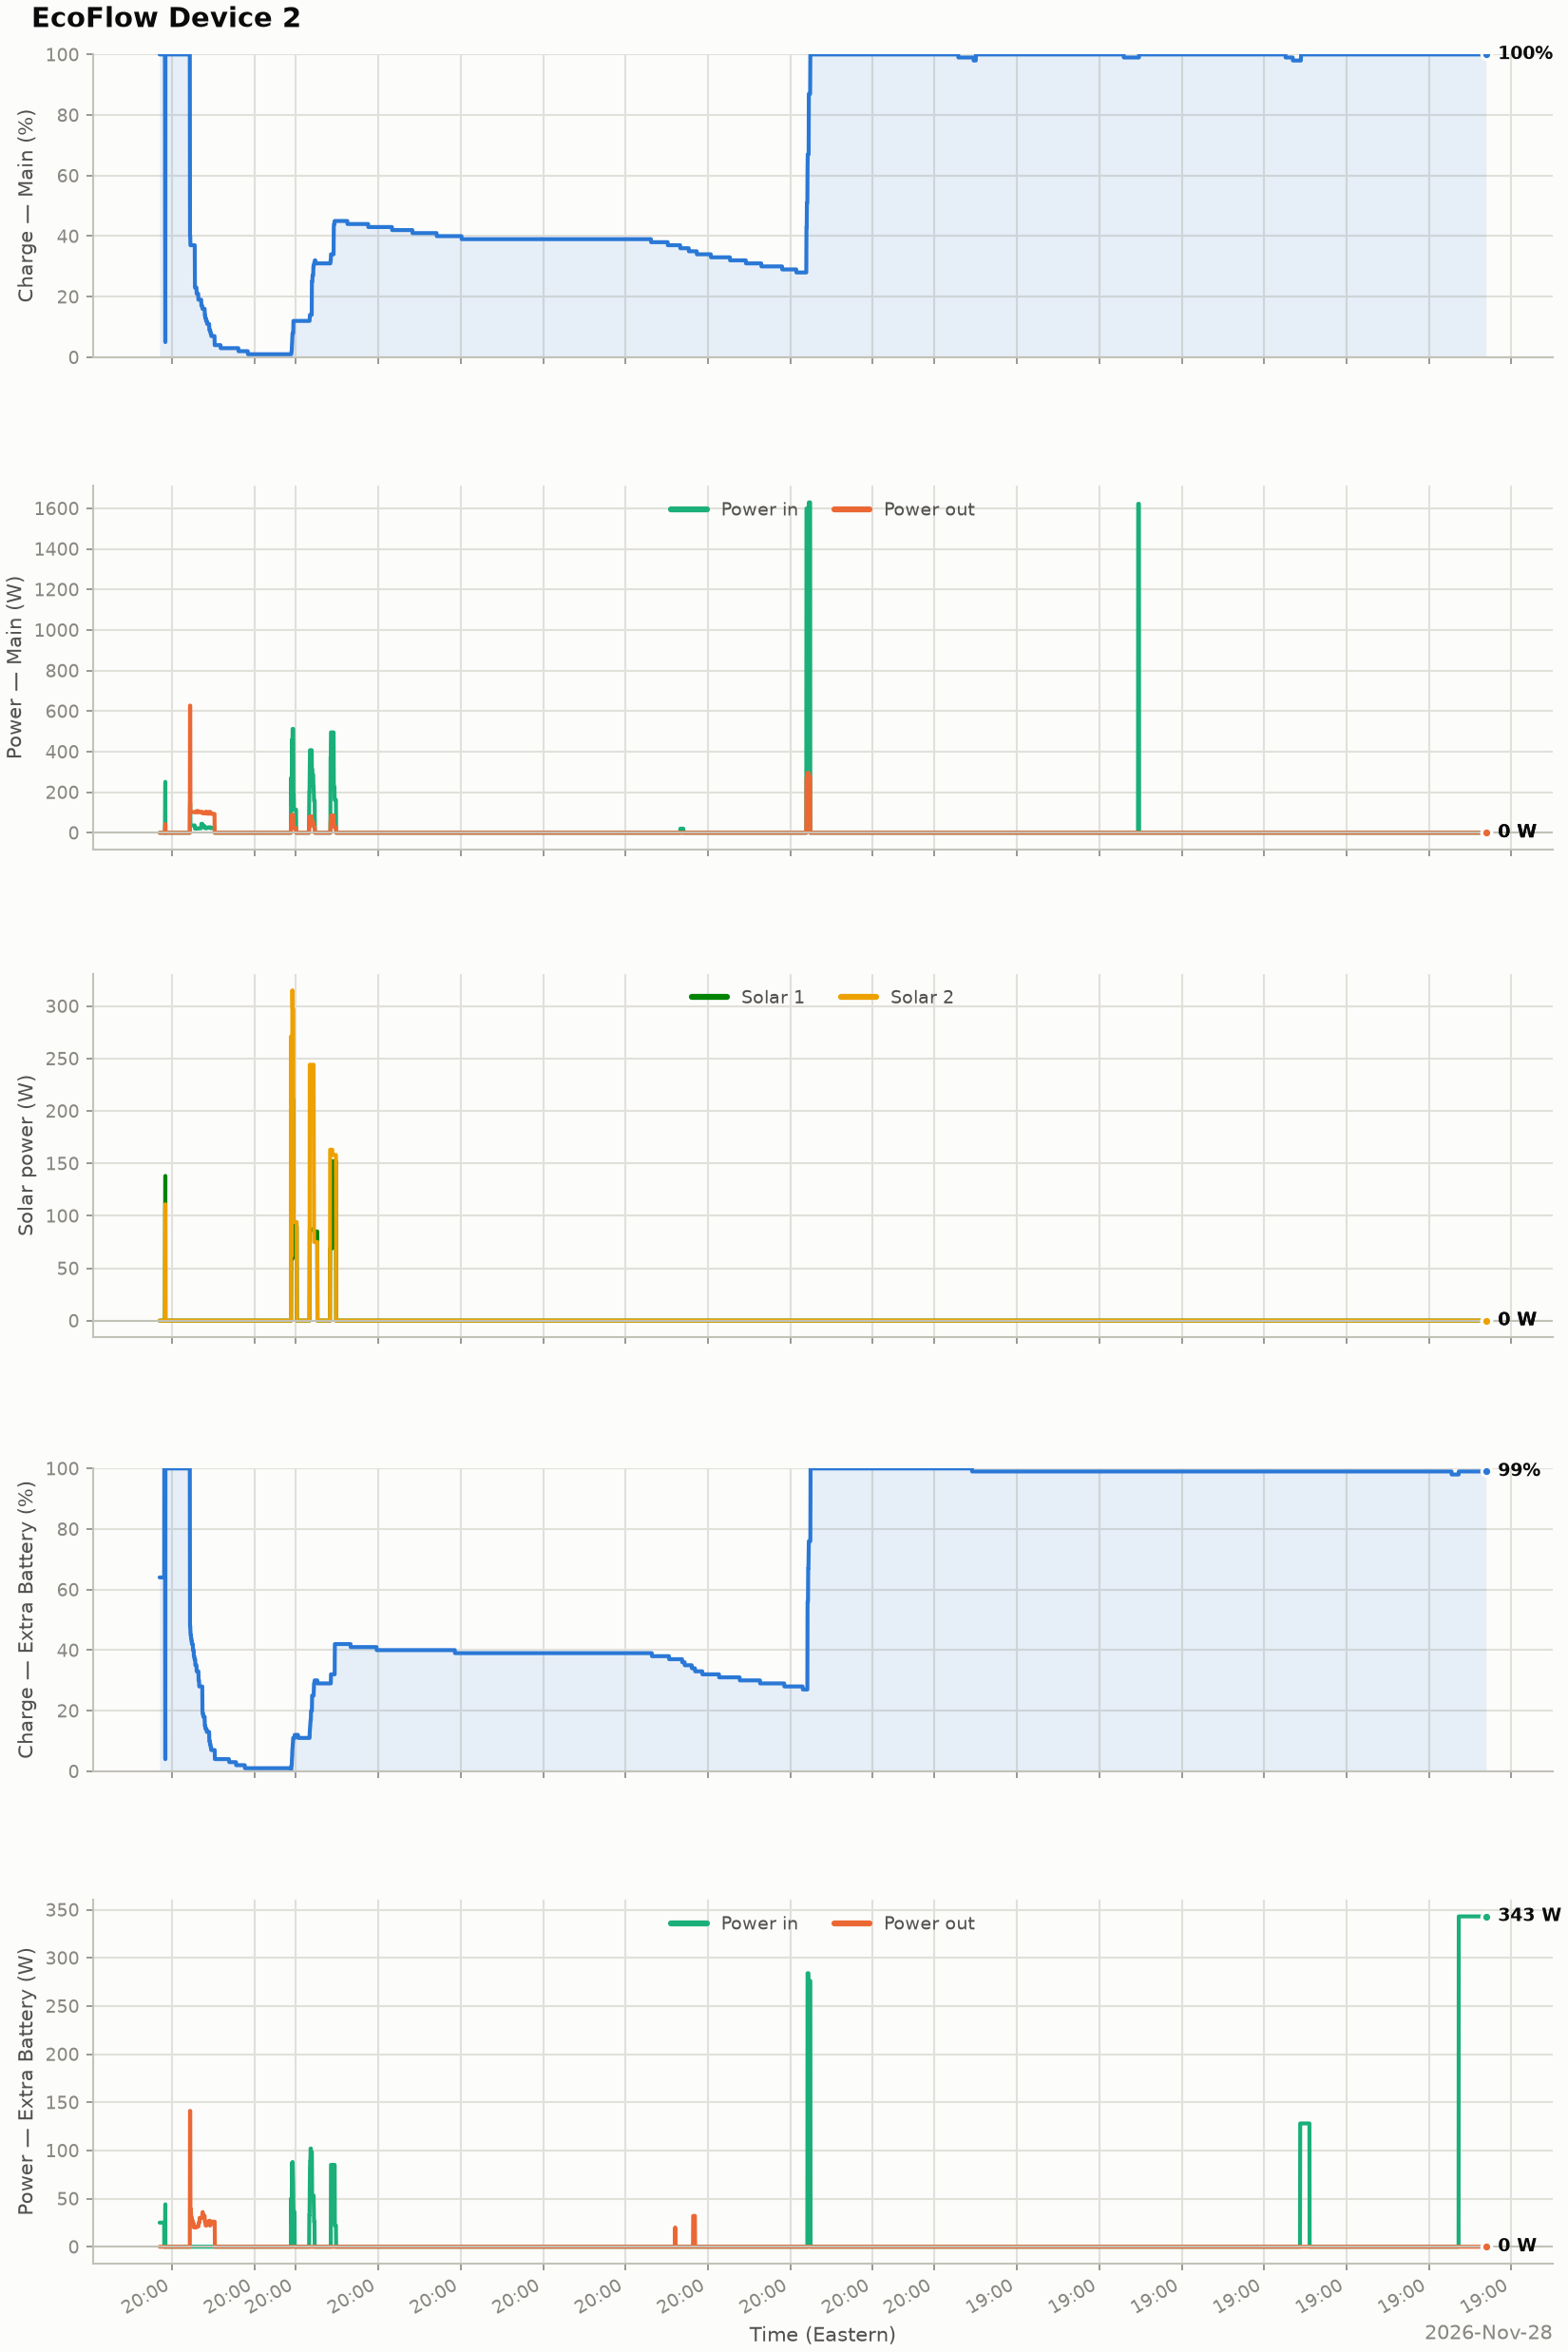 EcoFlow Device 2
Charge — Main (%)
100
80
60
40
20
0
100%
Power — Main (W)
1600
1400
1200
1000
800
600
400
200
0
Power in
Power out
0 W
Solar power (W)
300
250
200
150
100
50
0
Solar 1
Solar 2
0 W
Charge — Extra Battery (%)
100
80
60
40
20
0
99%
Power — Extra Battery (W)
350
300
250
200
150
100
50
0
Power in
Power out
343 W
0 W
20:00 20:00 20:00 20:00 20:00 20:00 20:00 20:00 20:00 20:00 20:00 19:00 19:00 19:00 19:00 19:00 19:00
Time (Eastern)
2026-Nov-28